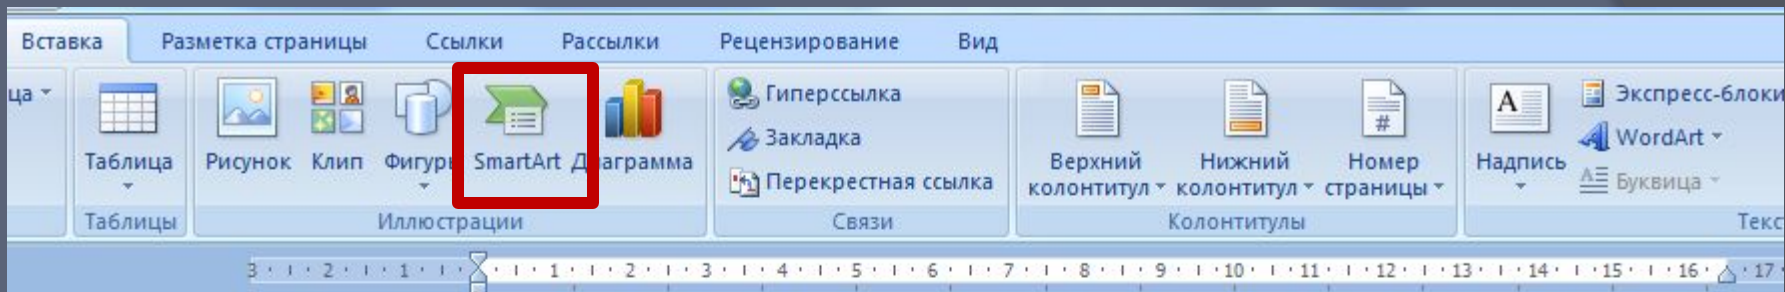 Вставка Разметка страницы Ссылки Рассылки Рецензирование Вид
ца Гиперссылка Экспресс-блоки
Закладка WordArt
Таблица Рисунок Клип SmartArt Верхний Нижний Номер Надпись
Перекрестная ссылка колонтитул колонтитул страницы Буквица
Таблицы Иллюстрации Связи Колонтитулы
3 2 1 1 2 3 4 5 6 7 8 9 10 11 12 13 14 15 16 17